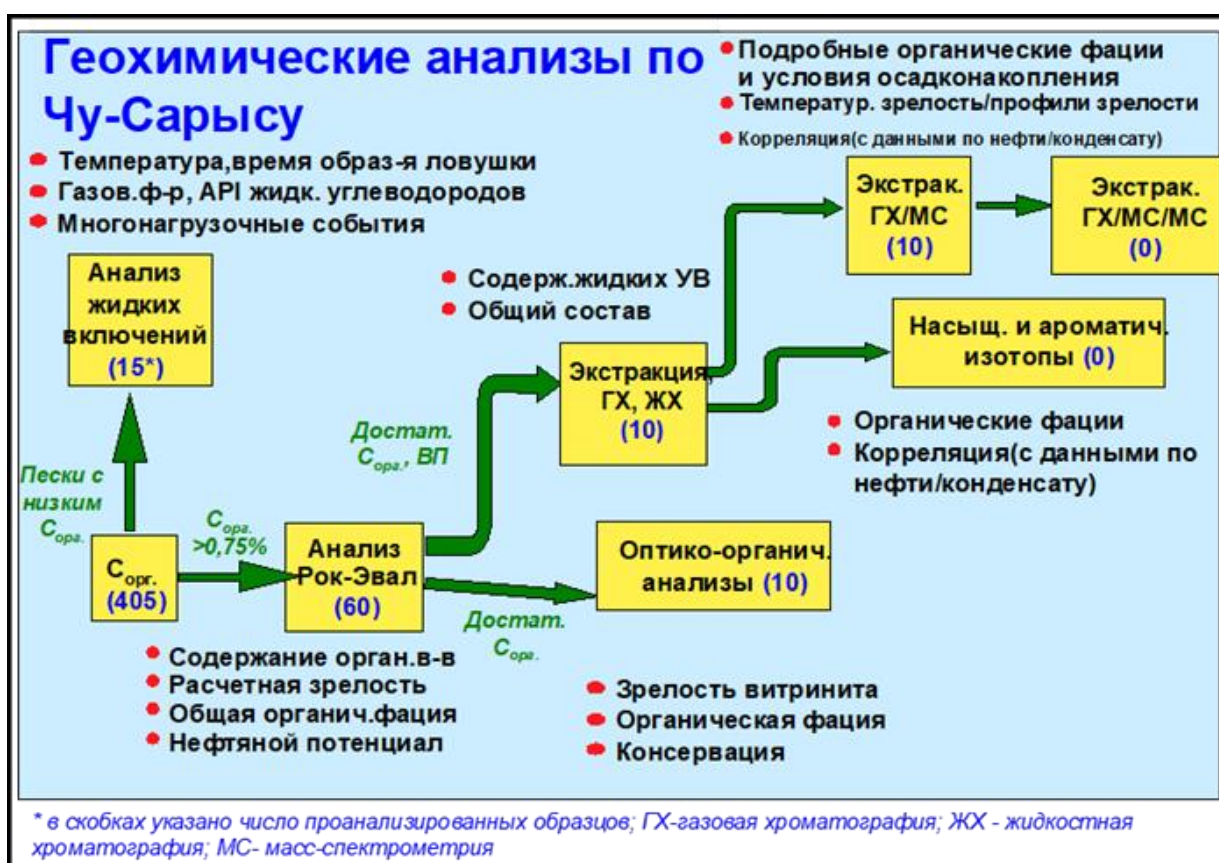 Геохимические анализы по
Чу-Сарысу
Температура,время образ-я ловушки
Газов.ф-р, API жидк. углеводородов
Многонагрузочные события
Подробные органические фации
и условия осадконакопления
Температур. зрелость/профили зрелости
Корреляция(с данными по нефти/конденсату)
Экстрак.
ГХ/МС
(10)
Экстрак.
ГХ/МС/МС
(0)
Анализ
жидких
включений
(15*)
Содерж.жидких УВ
Общий состав
Насыщ. и ароматич.
изотопы (0)
Экстракция,
ГХ, ЖХ
(10)
Органические фации
Корреляция(с данными по
нефти/конденсату)
Достат.
Cорг., ВП
Пески с
низким
Cорг.
Cорг.
>0,75%
Cорг.
(405)
Анализ
Рок-Эвал
(60)
Оптико-органич.
анализы (10)
Достат.
Cорг.
Содержание орган.в-в
Расчетная зрелость
Общая органич.фация
Нефтяной потенциал
Зрелость витринита
Органическая фация
Консервация
* в скобках указано число проанализированных образцов; ГХ-газовая хроматография; ЖХ - жидкостная
хроматография; МС- масс-спектрометрия